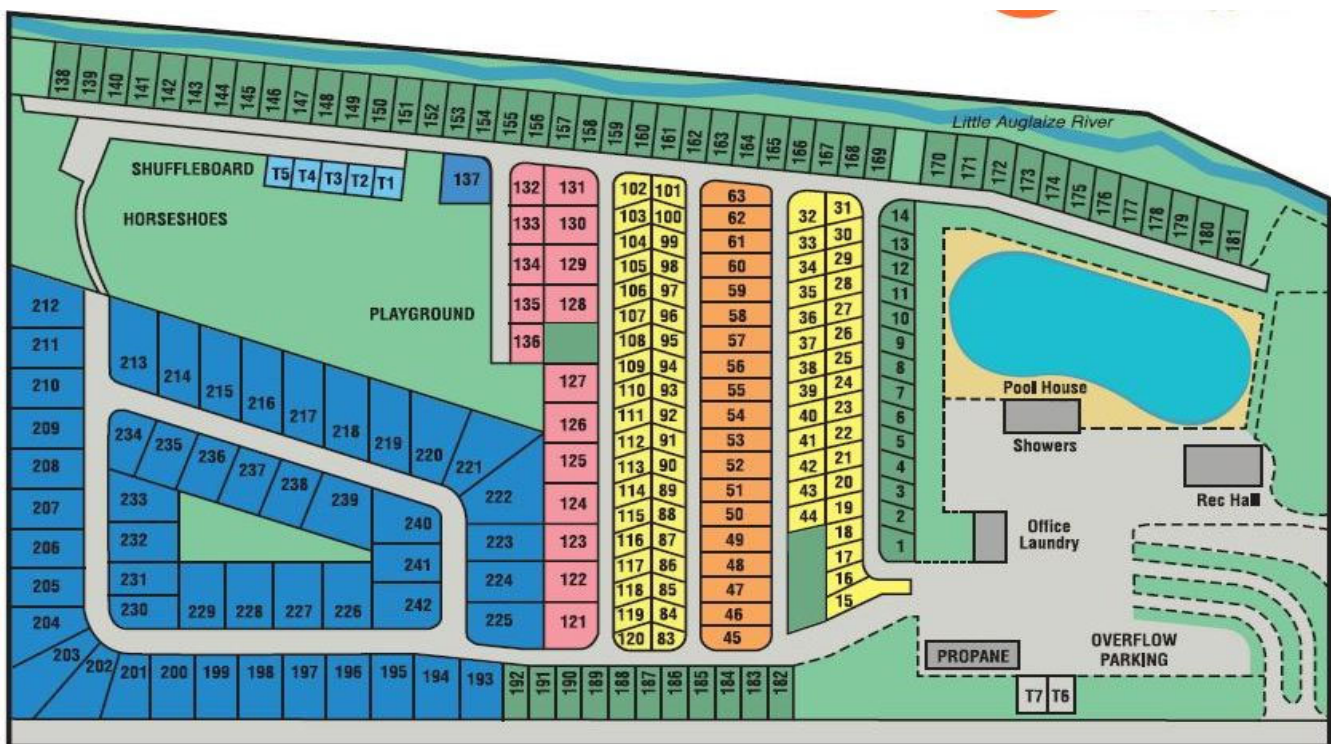 138 139 140 141 142 143 144 145 146 147 148 149 150 151 152 153 154 155 156 157 158 159 160 161 162 163 164 165 166 167 168 169 170 171 172 173 174 175 176 177 178 179 180 181
Little Auglaize River
SHUFFLEBOARD
T5 T4 T3 T2 T1
137
HORSESHOES
PLAYGROUND
132 133 134 135 136
131 130 129 128 127 126 125 124 123 122 121
102 103 104 105 106 107 108 109 110 111 112 113 114 115 116 117 118 119 120
101 100 99 98 97 96 95 94 93 92 91 90 89 88 87 86 85 84 83
63 62 61 60 59 58 57 56 55 54 53 52 51 50 49 48 47 46 45
32 33 34 35 36 37 38 39 40 41 42 43 44
31 30 29 28 27 26 25 24 23 22 21 20 19 18 17 16 15
14 13 12 11 10 9 8 7 6 5 4 3 2 1
Pool House
Showers
Rec Hall
Office
Laundry
212 211 210 209 208 207 206 205 204 203 202 201 200 199 198 197 196 195 194 193
213 214 215 216 217 218 219 220 221 222 223 224 225
234 235 236 237 238 239 240 241 242
233 232 231 230 229 228 227 226
192 191 190 189 188 187 186 185 184 183 182
PROPANE
OVERFLOW
PARKING
T7 T6